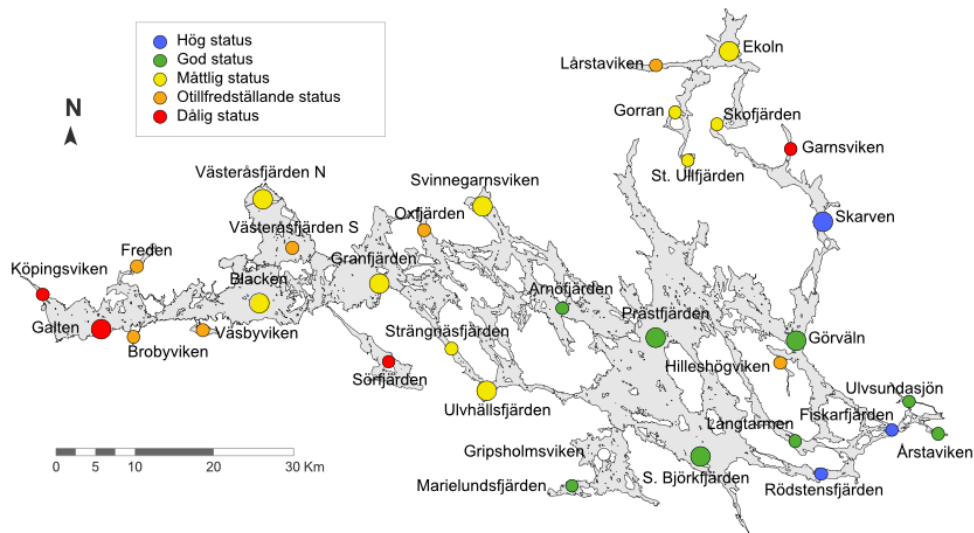 Hög status
God status
Måttlig status
Otillfredställande status
Dålig status
N
Ekoln
Lårstaviken
Gorran
Skofjärden
Garnsviken
St. Ullfjärden
Västeråsfjärden N
Svinnegarnsviken
Skarven
Oxfjärden
Västeråsfjärden S
Freden
Granfjärden
Köpingsviken
Blacken
Arnöfjärden
Galten
Prästfjärden
Görväln
Brobyviken
Väsbyviken
Strängnäsfjärden
Hilleshögviken
Sörfjärden
Ulvsundasjön
Ulvhällsfjärden
Långtarmen
Fiskarfjärden
Årstaviken
Gripsholmsviken
S. Björkfjärden
Marielundsfjärden
Rödstensfjärden
0 5 10 20 30 Km